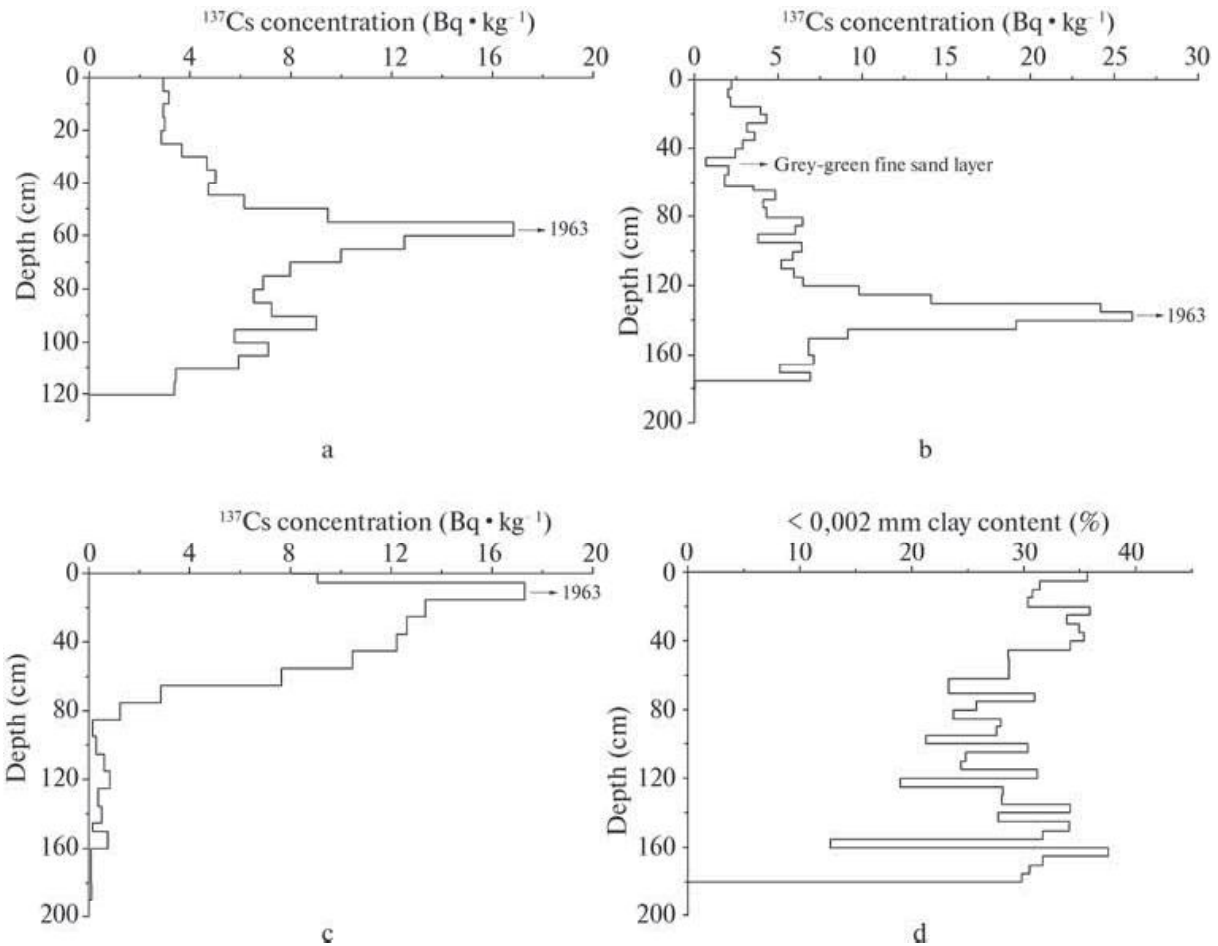 ¹³⁷Cs concentration (Bq • kg⁻¹)
0 4 8 12 16 20
0
20
40
60
80
100
120
Depth (cm)
1963
a
¹³⁷Cs concentration (Bq • kg⁻¹)
0 5 10 15 20 25 30
0
40
80
120
160
200
Depth (cm)
Grey-green fine sand layer
1963
b
¹³⁷Cs concentration (Bq • kg⁻¹)
0 4 8 12 16 20
0
40
80
120
160
200
Depth (cm)
1963
c
< 0,002 mm clay content (%)
0 10 20 30 40
0
40
80
120
160
200
Depth (cm)
d